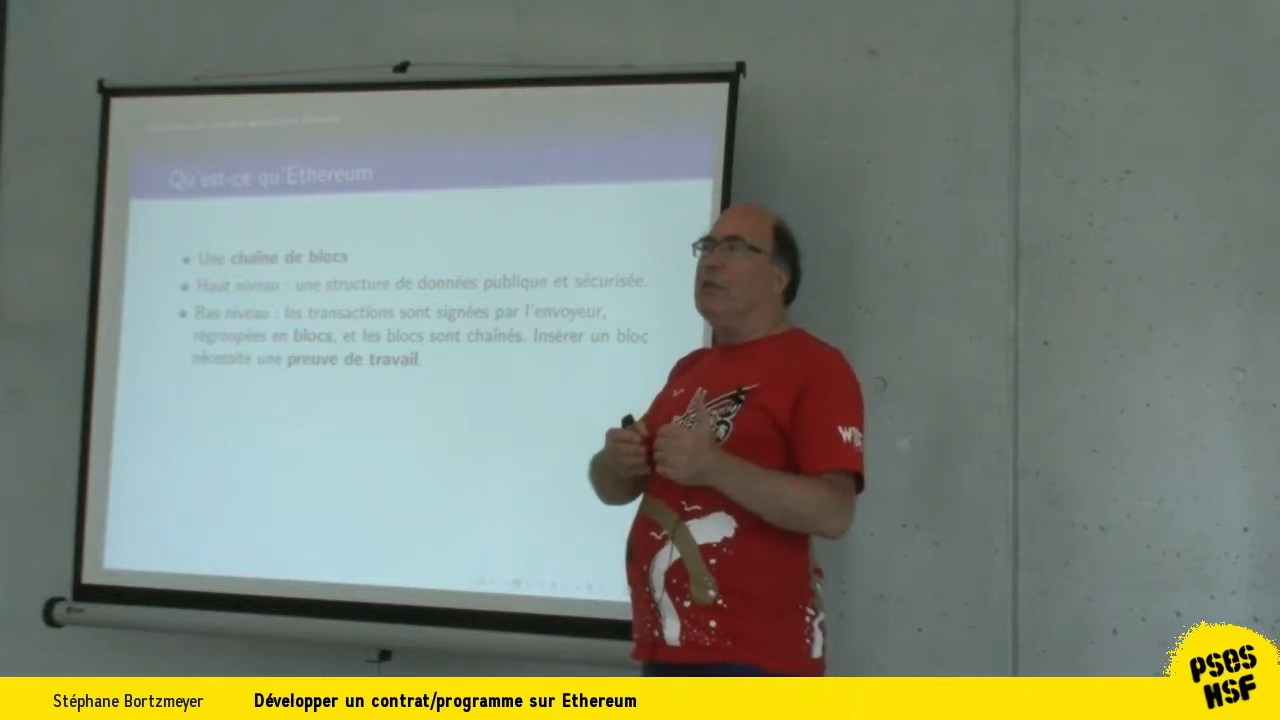 Qu'est-ce qu'Ethereum
Une chaîne de blocs
Haut niveau : une structure de données publique et sécurisée.
Bas niveau : les transactions sont signées par l'envoyeur,
regroupées en blocs, et les blocs sont chaînés. Insérer un bloc
nécessite une preuve de travail.
Stéphane Bortzmeyer
Développer un contrat/programme sur Ethereum
PSES
HSF